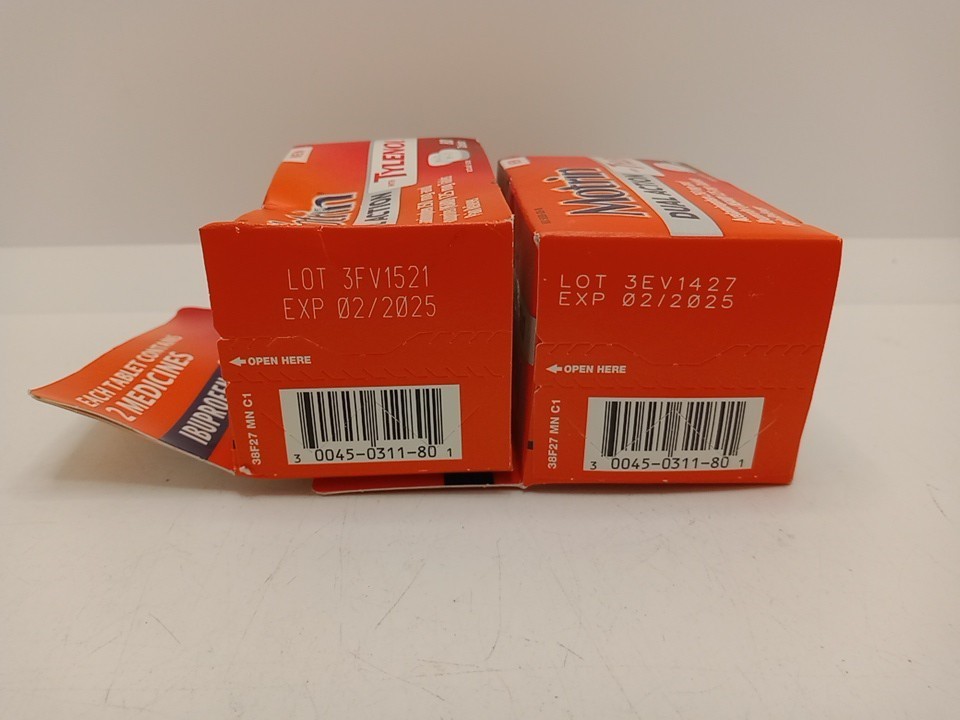 TYLENOL
ACTION
LOT 3FV1521
EXP 02/2025
OPEN HERE
38F27 MN C1
3 0045-0311-80 1
EACH TABLET CONTAINS
2 MEDICINES
IBUPROFEN
Motrin
DUAL ACTION
LOT 3EV1427
EXP 02/2025
OPEN HERE
38F27 MN C1
3 0045-0311-80 1